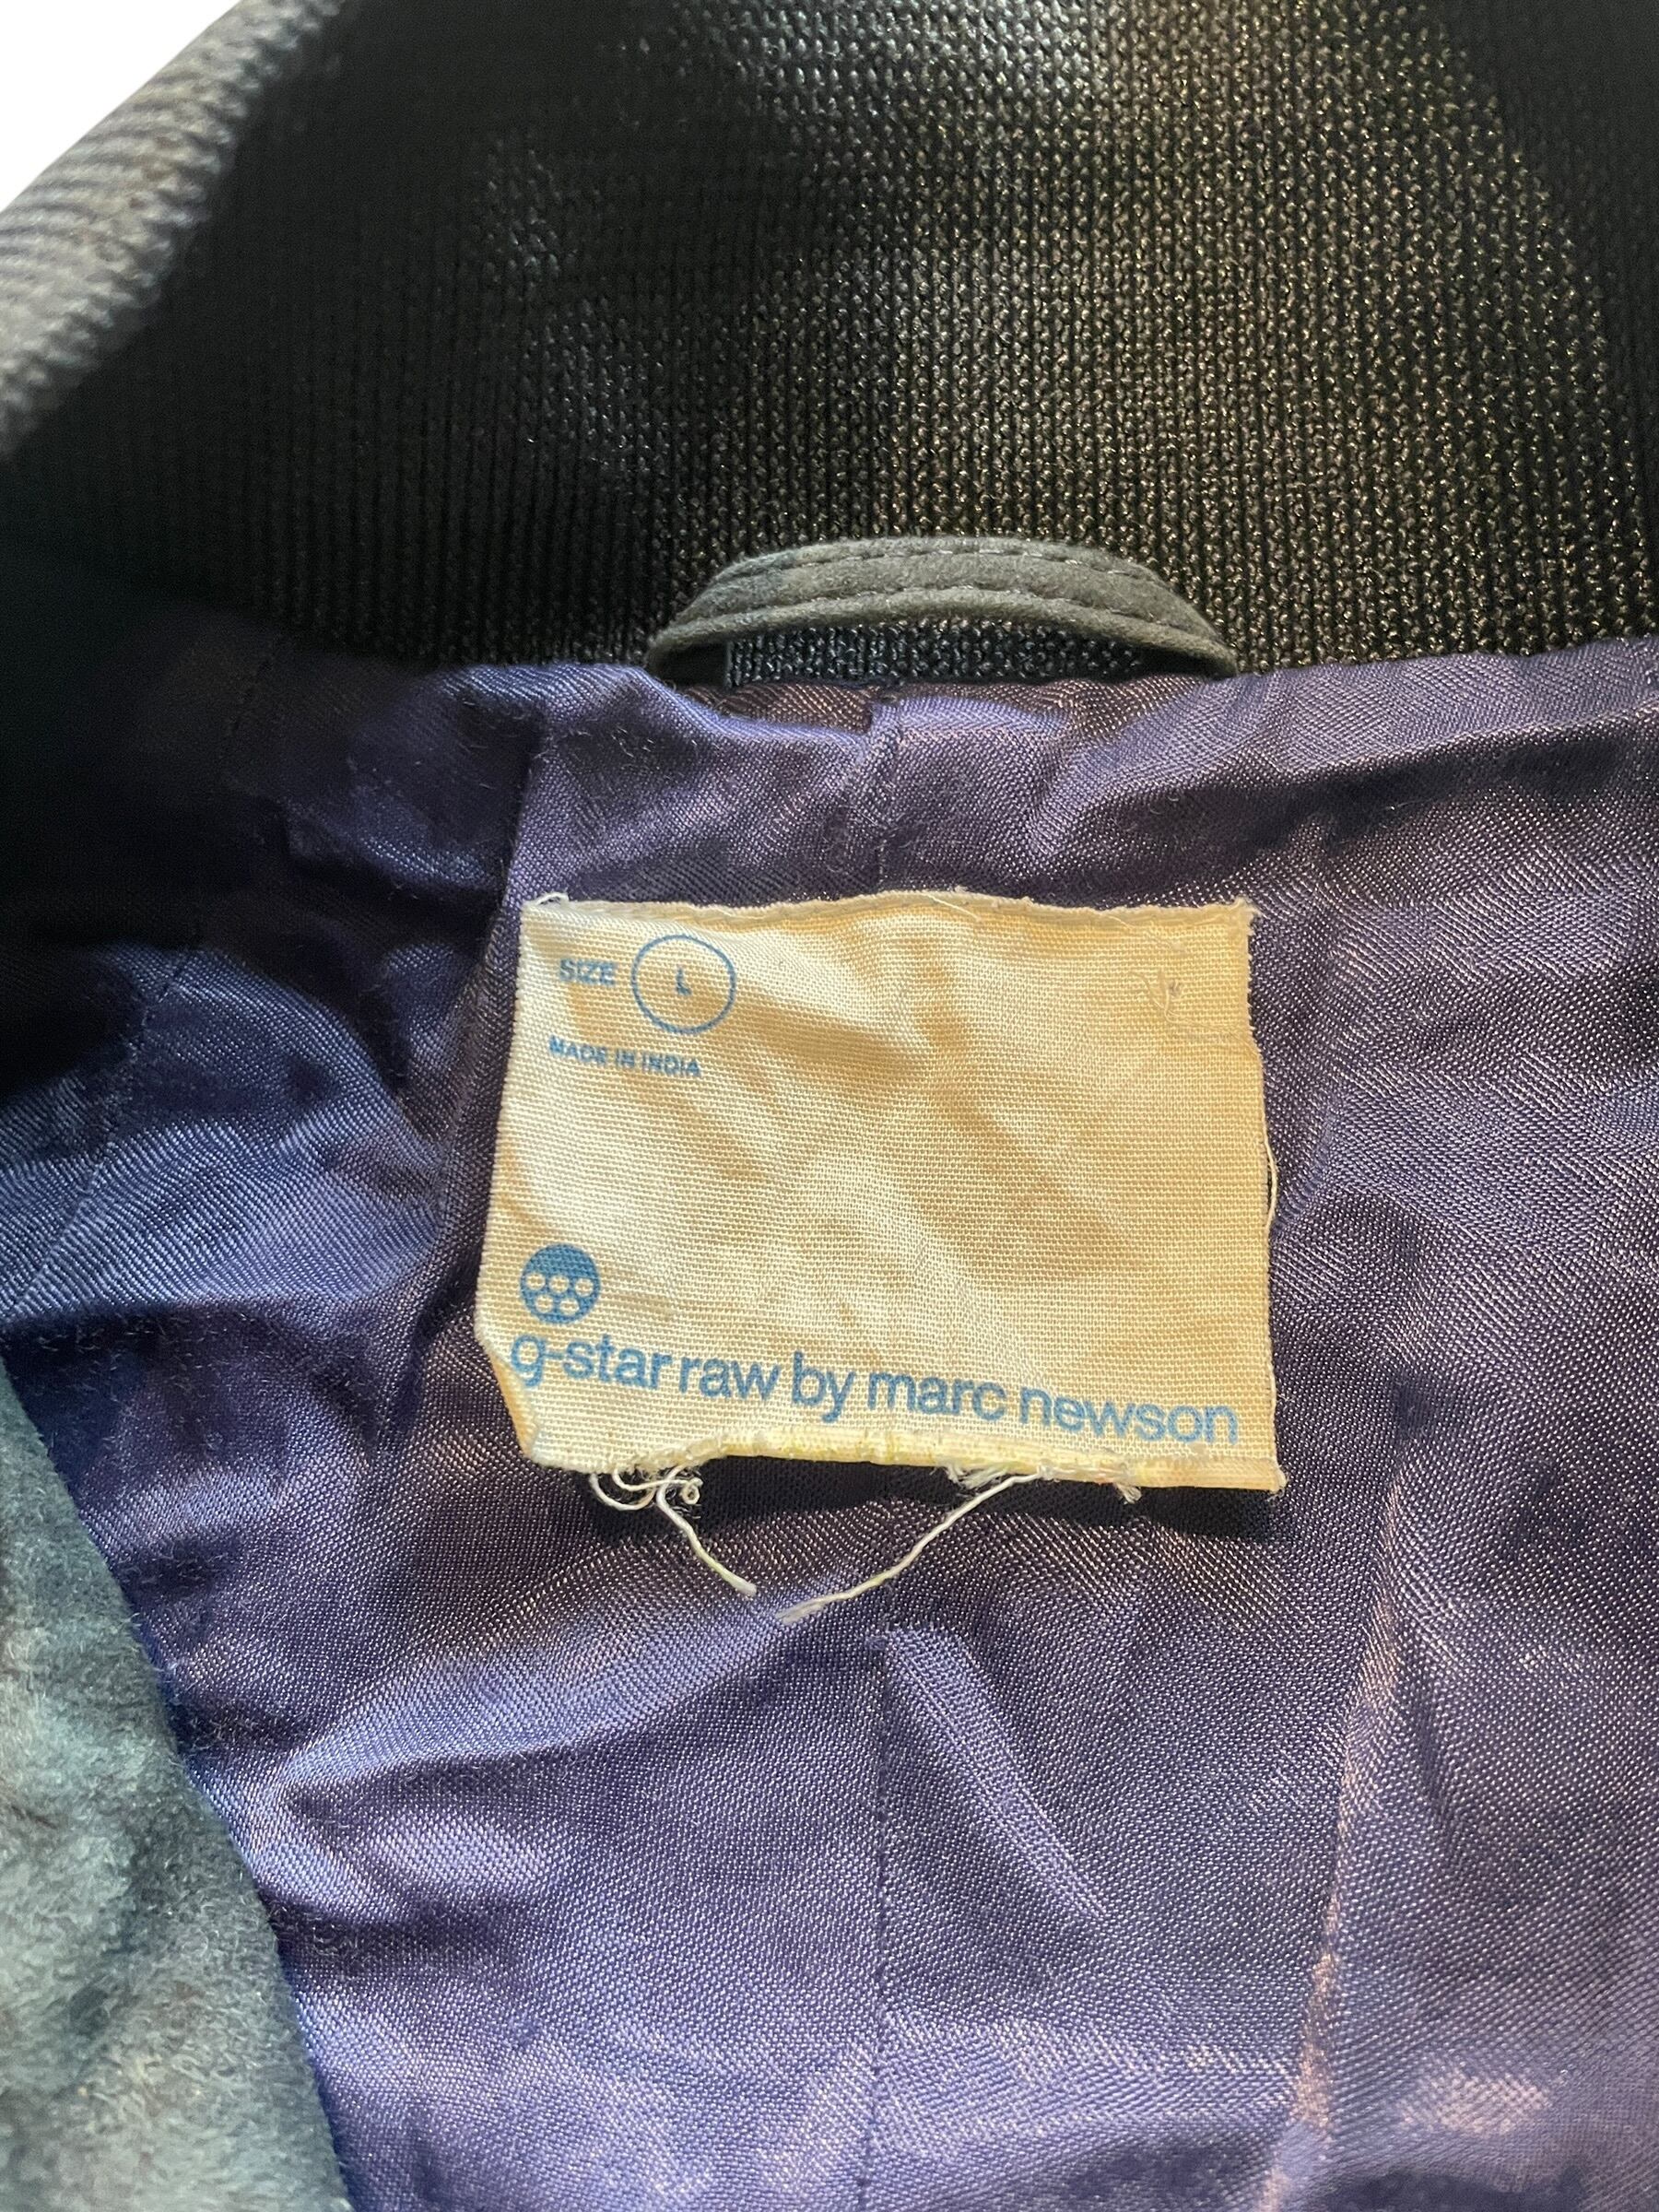 SIZE L
MADE IN INDIA
g-star raw by marc newson